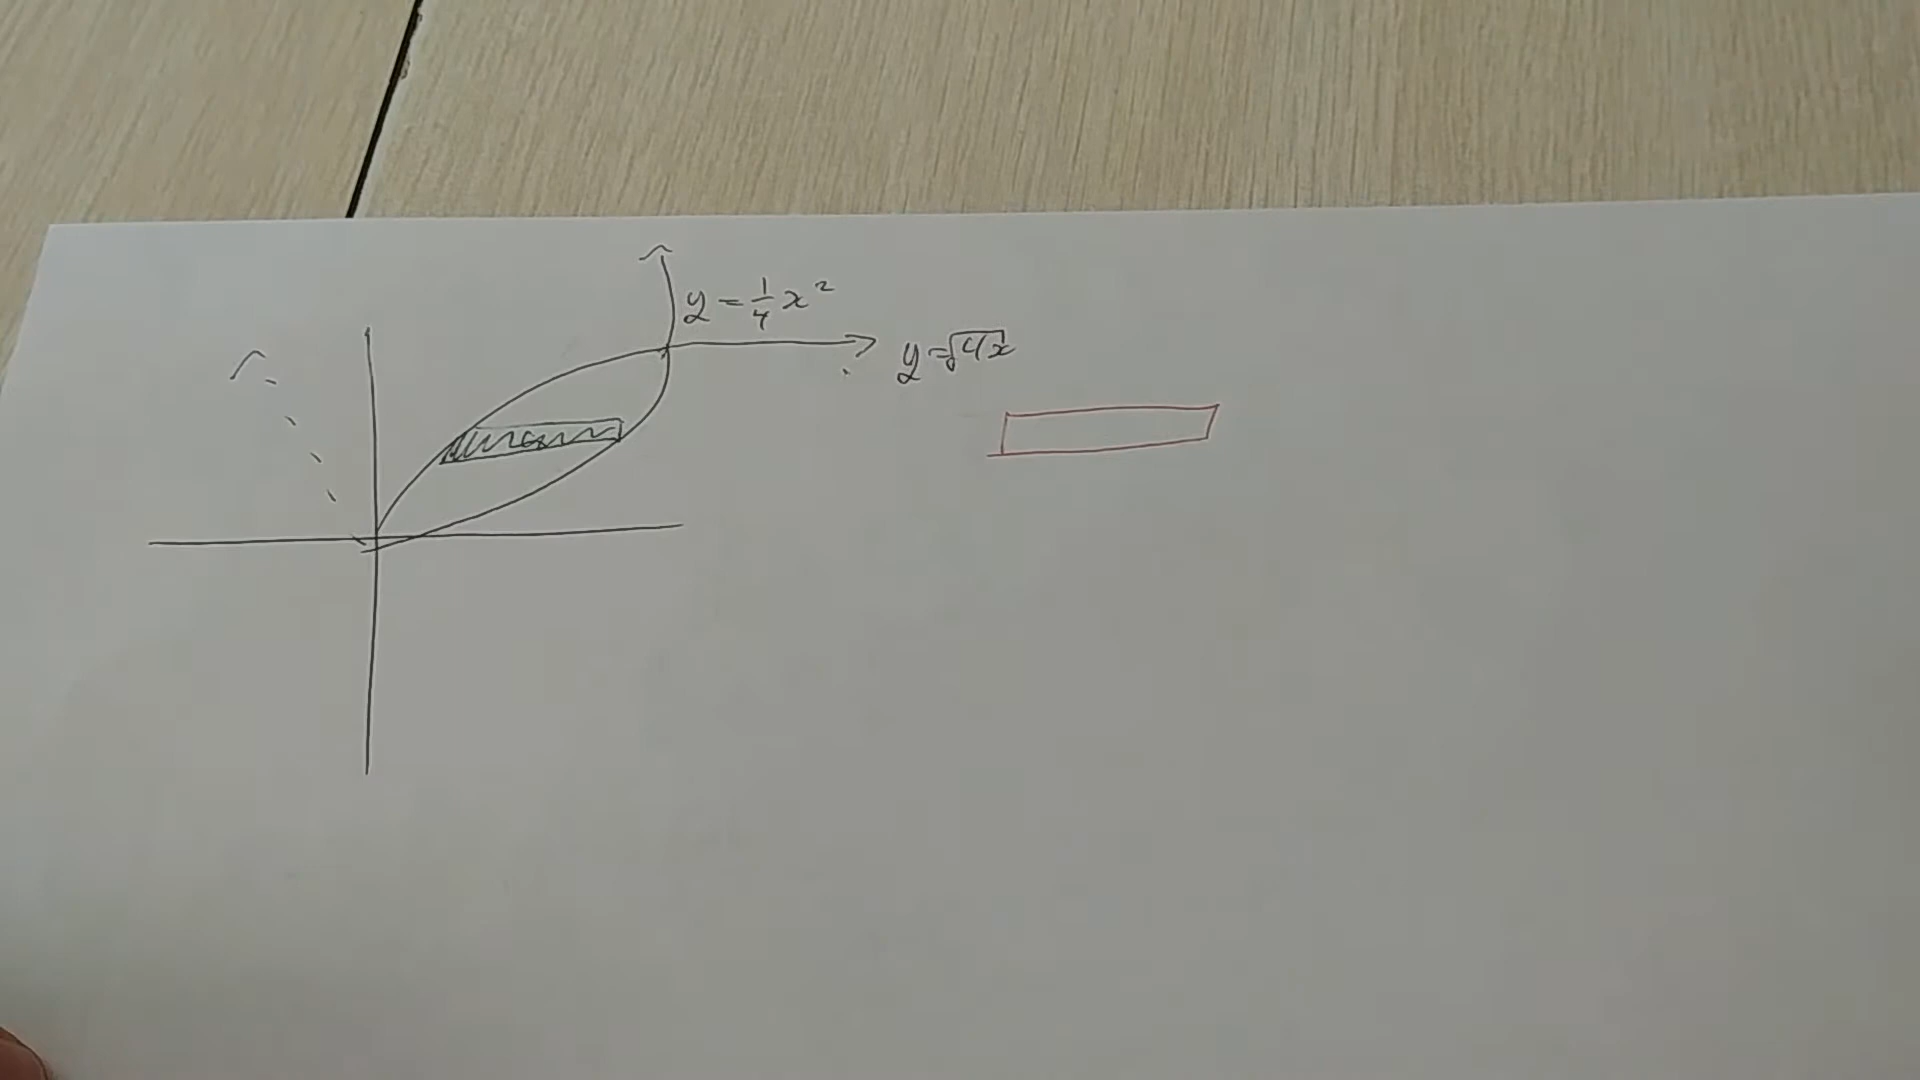 y = 1/4 x²
y = √4x